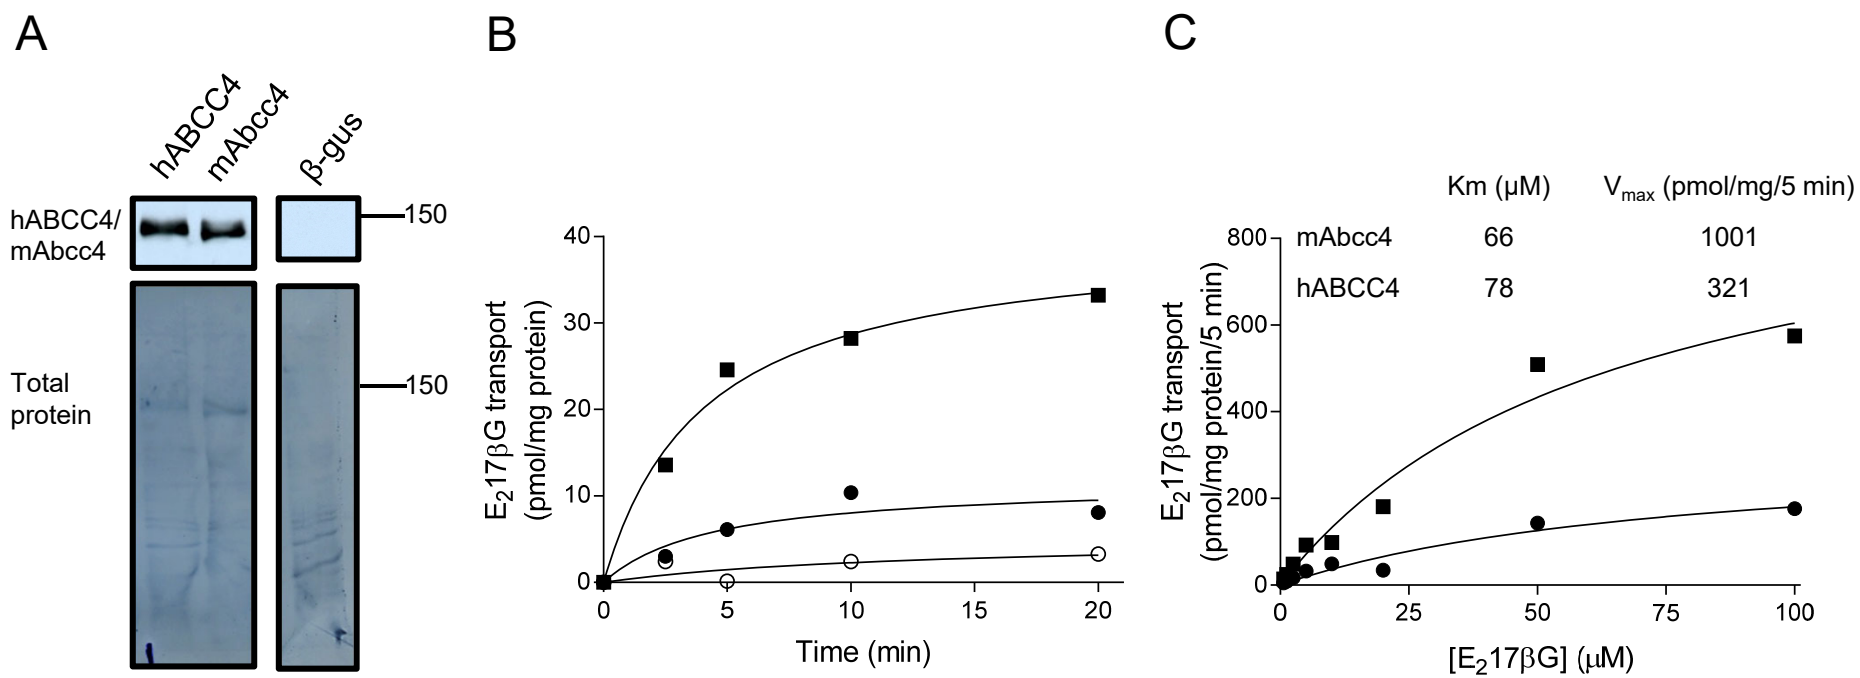 A
B
C
hABCC4
mAbcc4
β-gus
hABCC4/
mAbcc4
150
Total
protein
150
E₂17βG transport
(pmol/mg protein)
40
30
20
10
0
0
5
10
15
20
Time (min)
Km (µM)
Vmax (pmol/mg/5 min)
mAbcc4
66
1001
hABCC4
78
321
E₂17βG transport
(pmol/mg protein/5 min)
800
600
400
200
0
0
25
50
75
100
[E₂17βG] (µM)